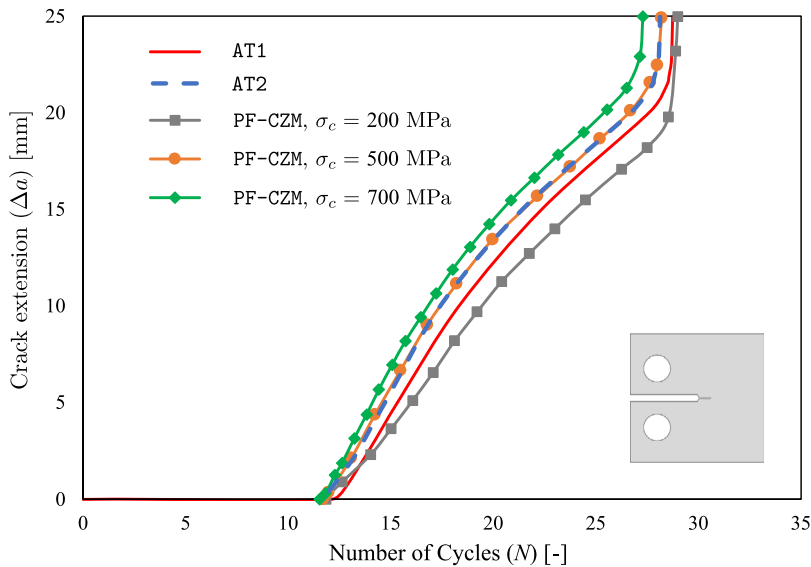 25
20
15
10
5
0
Crack extension (Δa) [mm]
AT1
AT2
PF-CZM, σc = 200 MPa
PF-CZM, σc = 500 MPa
PF-CZM, σc = 700 MPa
0 5 10 15 20 25 30 35
Number of Cycles (N) [-]